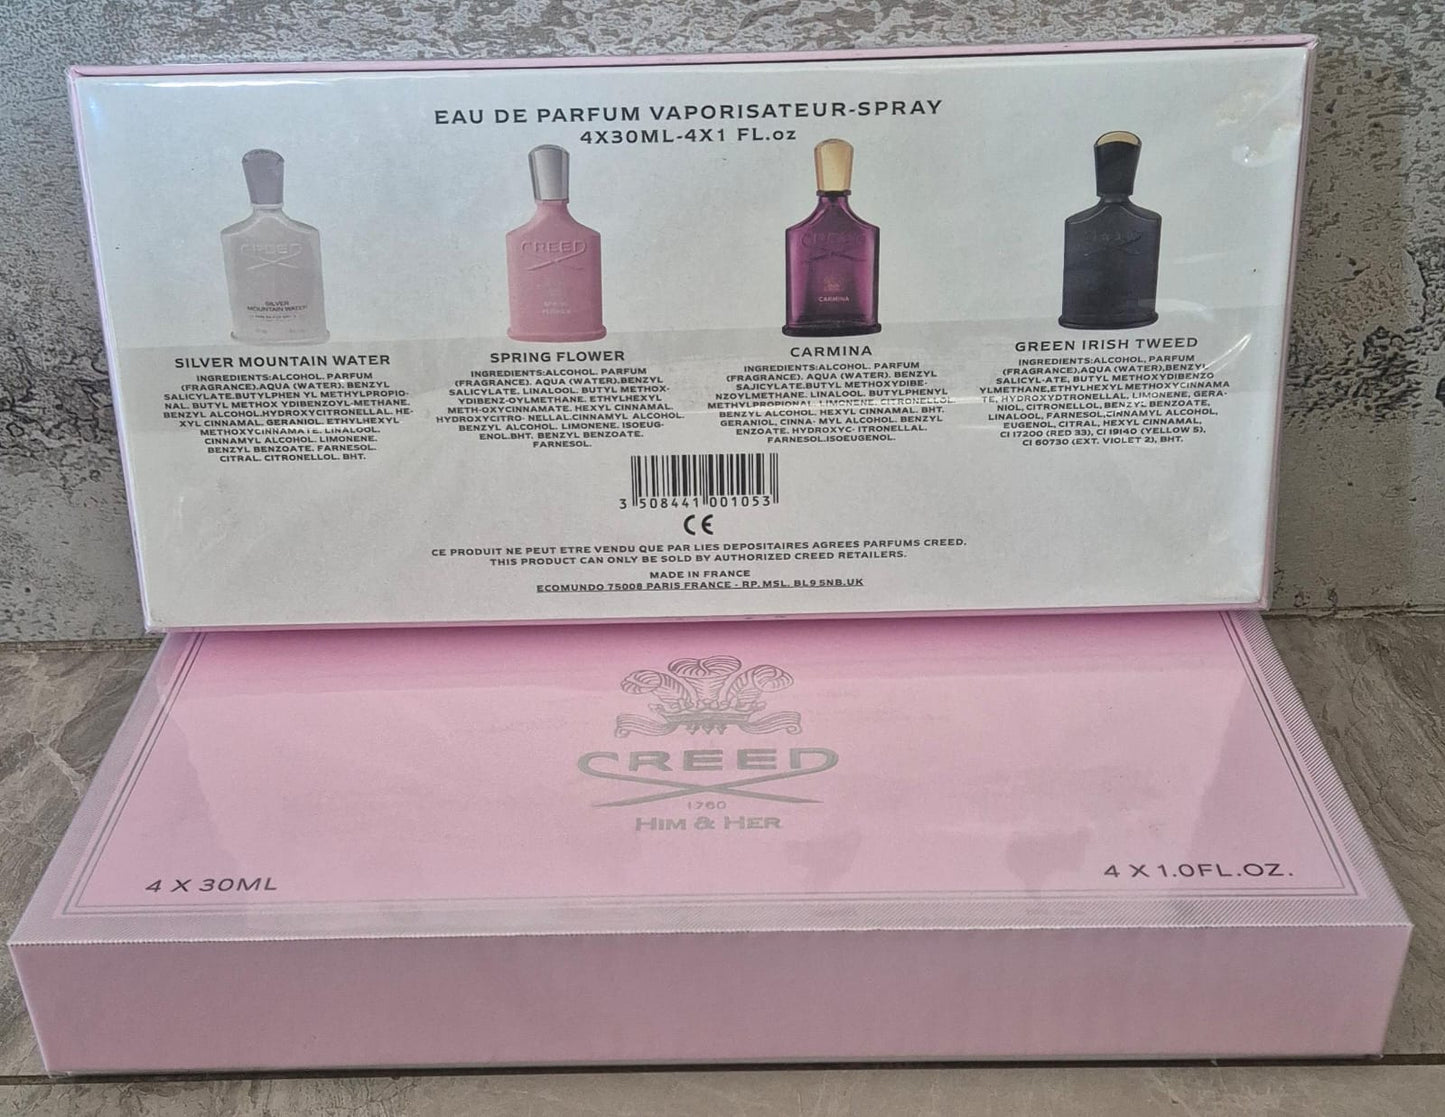 EAU DE PARFUM VAPORISATEUR-SPRAY
4X30ML-4X1 FL.oz
CREED
SILVER
MOUNTAIN WATER
CREED
FLOWER
CREED
CARMINA
SILVER MOUNTAIN WATER
INGREDIENTS:ALCOHOL. PARFUM
(FRAGRANCE).AQUA (WATER). BENZYL
SALICYLATE.BUTYLPHEN YL METHYLPROPIO-
NAL. BUTYL METHOX YDIBENZOYL-METHANE.
BENZYL ALCOHOL.HYDROXYCITRONELLAL. HE-
XYL CINNAMAL. GERANIOL. ETHYLHEXYL-
METHOXYCINNAMATE. LINALOOL.
CINNAMYL ALCOHOL. LIMONENE.
BENZYL BENZOATE. FARNESOL.
CITRAL. CITRONELLOL. BHT.
SPRING FLOWER
INGREDIENTS:ALCOHOL. PARFUM
(FRAGRANCE). AQUA (WATER).BENZYL
SALICYLATE. LINALOOL. BUTYL METHOX-
YDIBENZ-OYLMETHANE. ETHYLHEXYL
METH-OXYCINNAMATE. HEXYL CINNAMAL.
HYDROXYCITRO- NELLAL.CINNAMYL ALCOHOL.
BENZYL ALCOHOL. LIMONENE. ISOEUG-
ENOL.BHT. BENZYL BENZOATE.
FARNESOL.
CARMINA
INGREDIENTS:ALCOHOL. PARFUM
(FRAGRANCE). AQUA (WATER). BENZYL
SAJICYLATE.BUTYL METHOXYDIBE-
NZOYLMETHANE. LINALOOL. BUTYLPHENYL
METHYLPROPIONAL. LIMONENE. CITRONELLOL.
BENZYL ALCOHOL. HEXYL CINNAMAL. BHT.
GERANIOL, CINNA- MYL ALCOHOL. BENZYL
ENZOATE. HYDROXYC- ITRONELLAL.
FARNESOL.ISOEUGENOL.
GREEN IRISH TWEED
INGREDIENTS:ALCOHOL, PARFUM
(FRAGRANCE),AQUA (WATER),BENZYL
SALICYL-ATE, BUTYL METHOXYDIBENZO
YLMETHANE,ETHYLHEXYL METHOXYCINNAMA
TE, HYDROXYDTRONELLAL, LIMONENE, GERA-
NIOL, CITRONELLOL, BENZYL BENZOATE,
LINALOOL, FARNESOL,CINNAMYL ALCOHOL,
EUGENOL, CITRAL, HEXYL CINNAMAL,
CI 17200 (RED 33), CI 19140 (YELLOW 5),
CI 60730 (EXT. VIOLET 2), BHT.
3 508441 001053
CE
CE PRODUIT NE PEUT ETRE VENDU QUE PAR LIES DEPOSITAIRES AGREES PARFUMS CREED.
THIS PRODUCT CAN ONLY BE SOLD BY AUTHORIZED CREED RETAILERS.
MADE IN FRANCE
ECOMUNDO 75008 PARIS FRANCE - RP. MSL. BL9 5NB.UK
CREED
1760
HIM & HER
4 X 30ML
4 X 1.0FL.OZ.